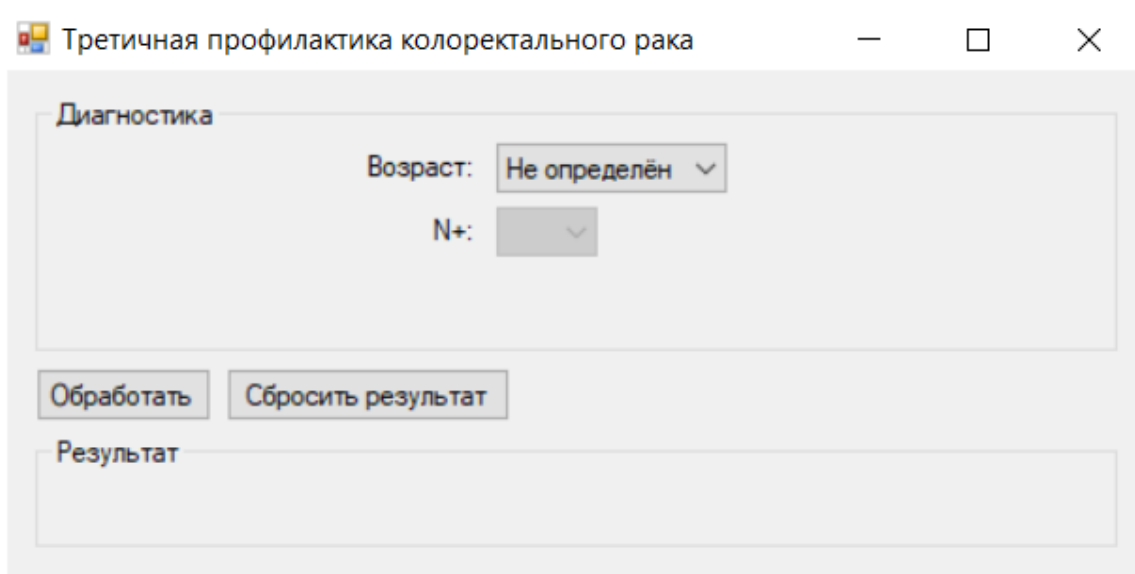 Третичная профилактика колоректального рака
Диагностика
Возраст: Не определён
N+:
Обработать Сбросить результат
Результат